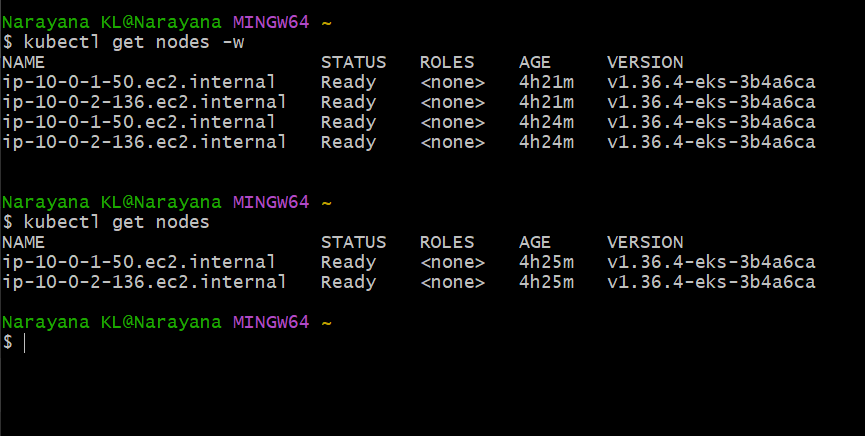 Narayana KL@Narayana MINGW64 ~
$ kubectl get nodes -w
NAME STATUS ROLES AGE VERSION
ip-10-0-1-50.ec2.internal Ready <none> 4h21m v1.36.4-eks-3b4a6ca
ip-10-0-2-136.ec2.internal Ready <none> 4h21m v1.36.4-eks-3b4a6ca
ip-10-0-1-50.ec2.internal Ready <none> 4h24m v1.36.4-eks-3b4a6ca
ip-10-0-2-136.ec2.internal Ready <none> 4h24m v1.36.4-eks-3b4a6ca
Narayana KL@Narayana MINGW64 ~
$ kubectl get nodes
NAME STATUS ROLES AGE VERSION
ip-10-0-1-50.ec2.internal Ready <none> 4h25m v1.36.4-eks-3b4a6ca
ip-10-0-2-136.ec2.internal Ready <none> 4h25m v1.36.4-eks-3b4a6ca
Narayana KL@Narayana MINGW64 ~
$